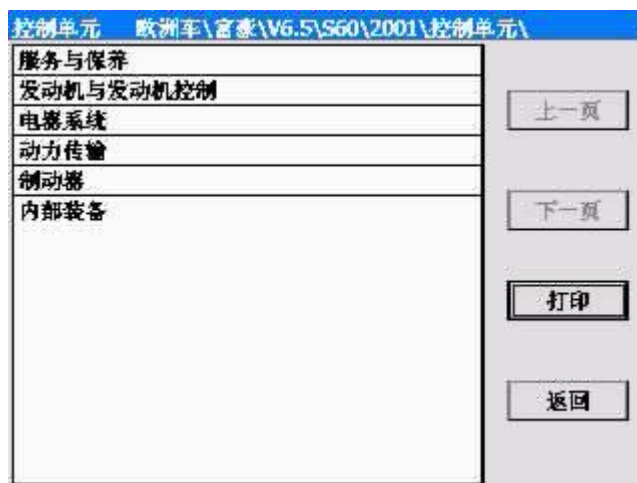 控制单元 欧洲车\富豪\V6.5\S60\2001\控制单元\
服务与保养
发动机与发动机控制
电器系统
动力传输
制动器
内部装备
上一页
下一页
打印
返回